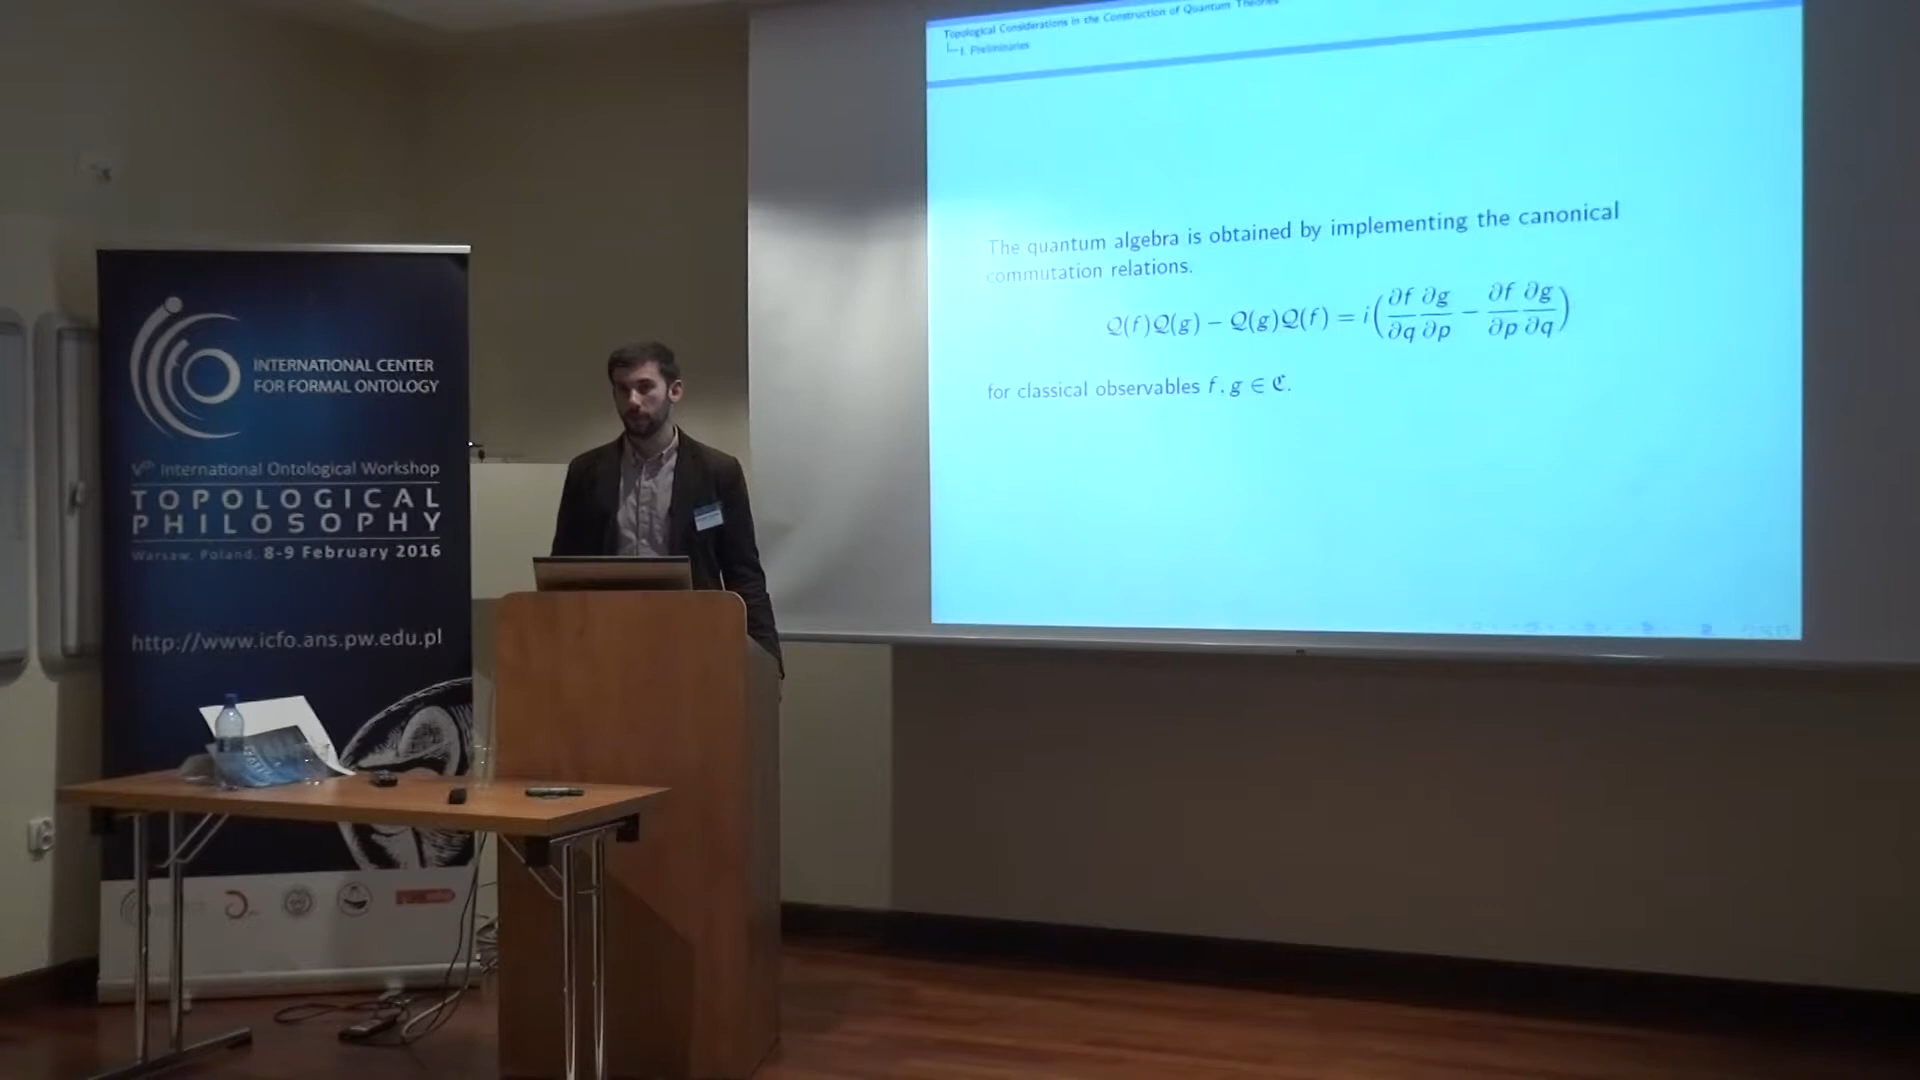 INTERNATIONAL CENTER
FOR FORMAL ONTOLOGY
Vth International Ontological Workshop
TOPOLOGICAL
PHILOSOPHY
Warsaw, Poland, 8-9 February 2016
http://www.icfo.ans.pw.edu.pl
Topological Considerations in the Construction of Quantum Theories
I. Preliminaries
The quantum algebra is obtained by implementing the canonical
commutation relations.
𝒬(f)𝒬(g) − 𝒬(g)𝒬(f) = i(∂f/∂q ∂g/∂p − ∂f/∂p ∂g/∂q)
for classical observables f, g ∈ ℭ.